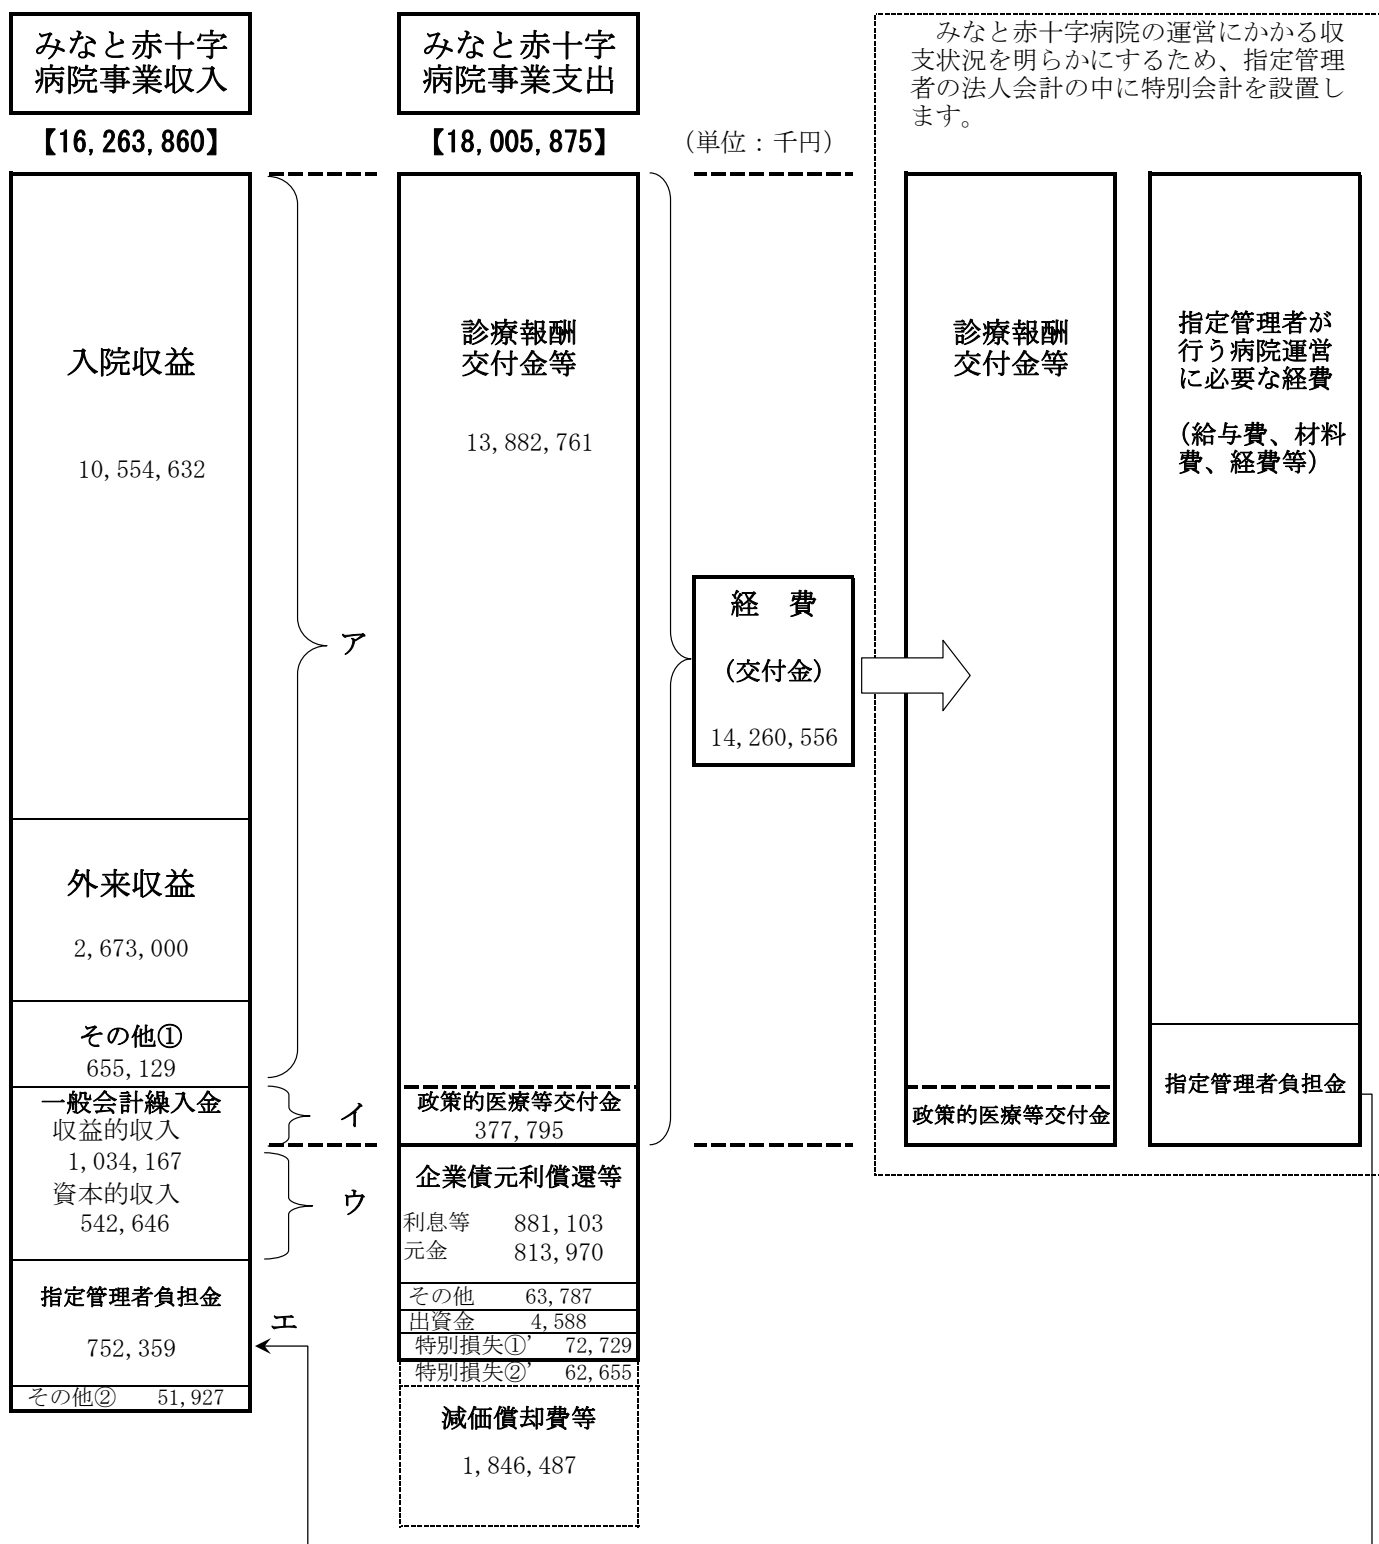 みなと赤十字
病院事業収入
【16,263,860】
入院収益
10,554,632
外来収益
2,673,000
その他①
655,129
一般会計繰入金
収益的収入
1,034,167
資本的収入
542,646
指定管理者負担金
752,359
その他② 51,927
ア
イ
ウ
エ
みなと赤十字
病院事業支出
【18,005,875】
(単位:千円)
診療報酬
交付金等
13,882,761
政策的医療等交付金
377,795
企業債元利償還等
利息等 881,103
元金 813,970
その他 63,787
出資金 4,588
特別損失①’ 72,729
特別損失②’ 62,655
減価償却費等
1,846,487
経 費
(交付金)
14,260,556
みなと赤十字病院の運営にかかる収
支状況を明らかにするため、指定管理
者の法人会計の中に特別会計を設置し
ます。
診療報酬
交付金等
政策的医療等交付金
指定管理者が
行う病院運営
に必要な経費
(給与費、材料
費、経費等)
指定管理者負担金